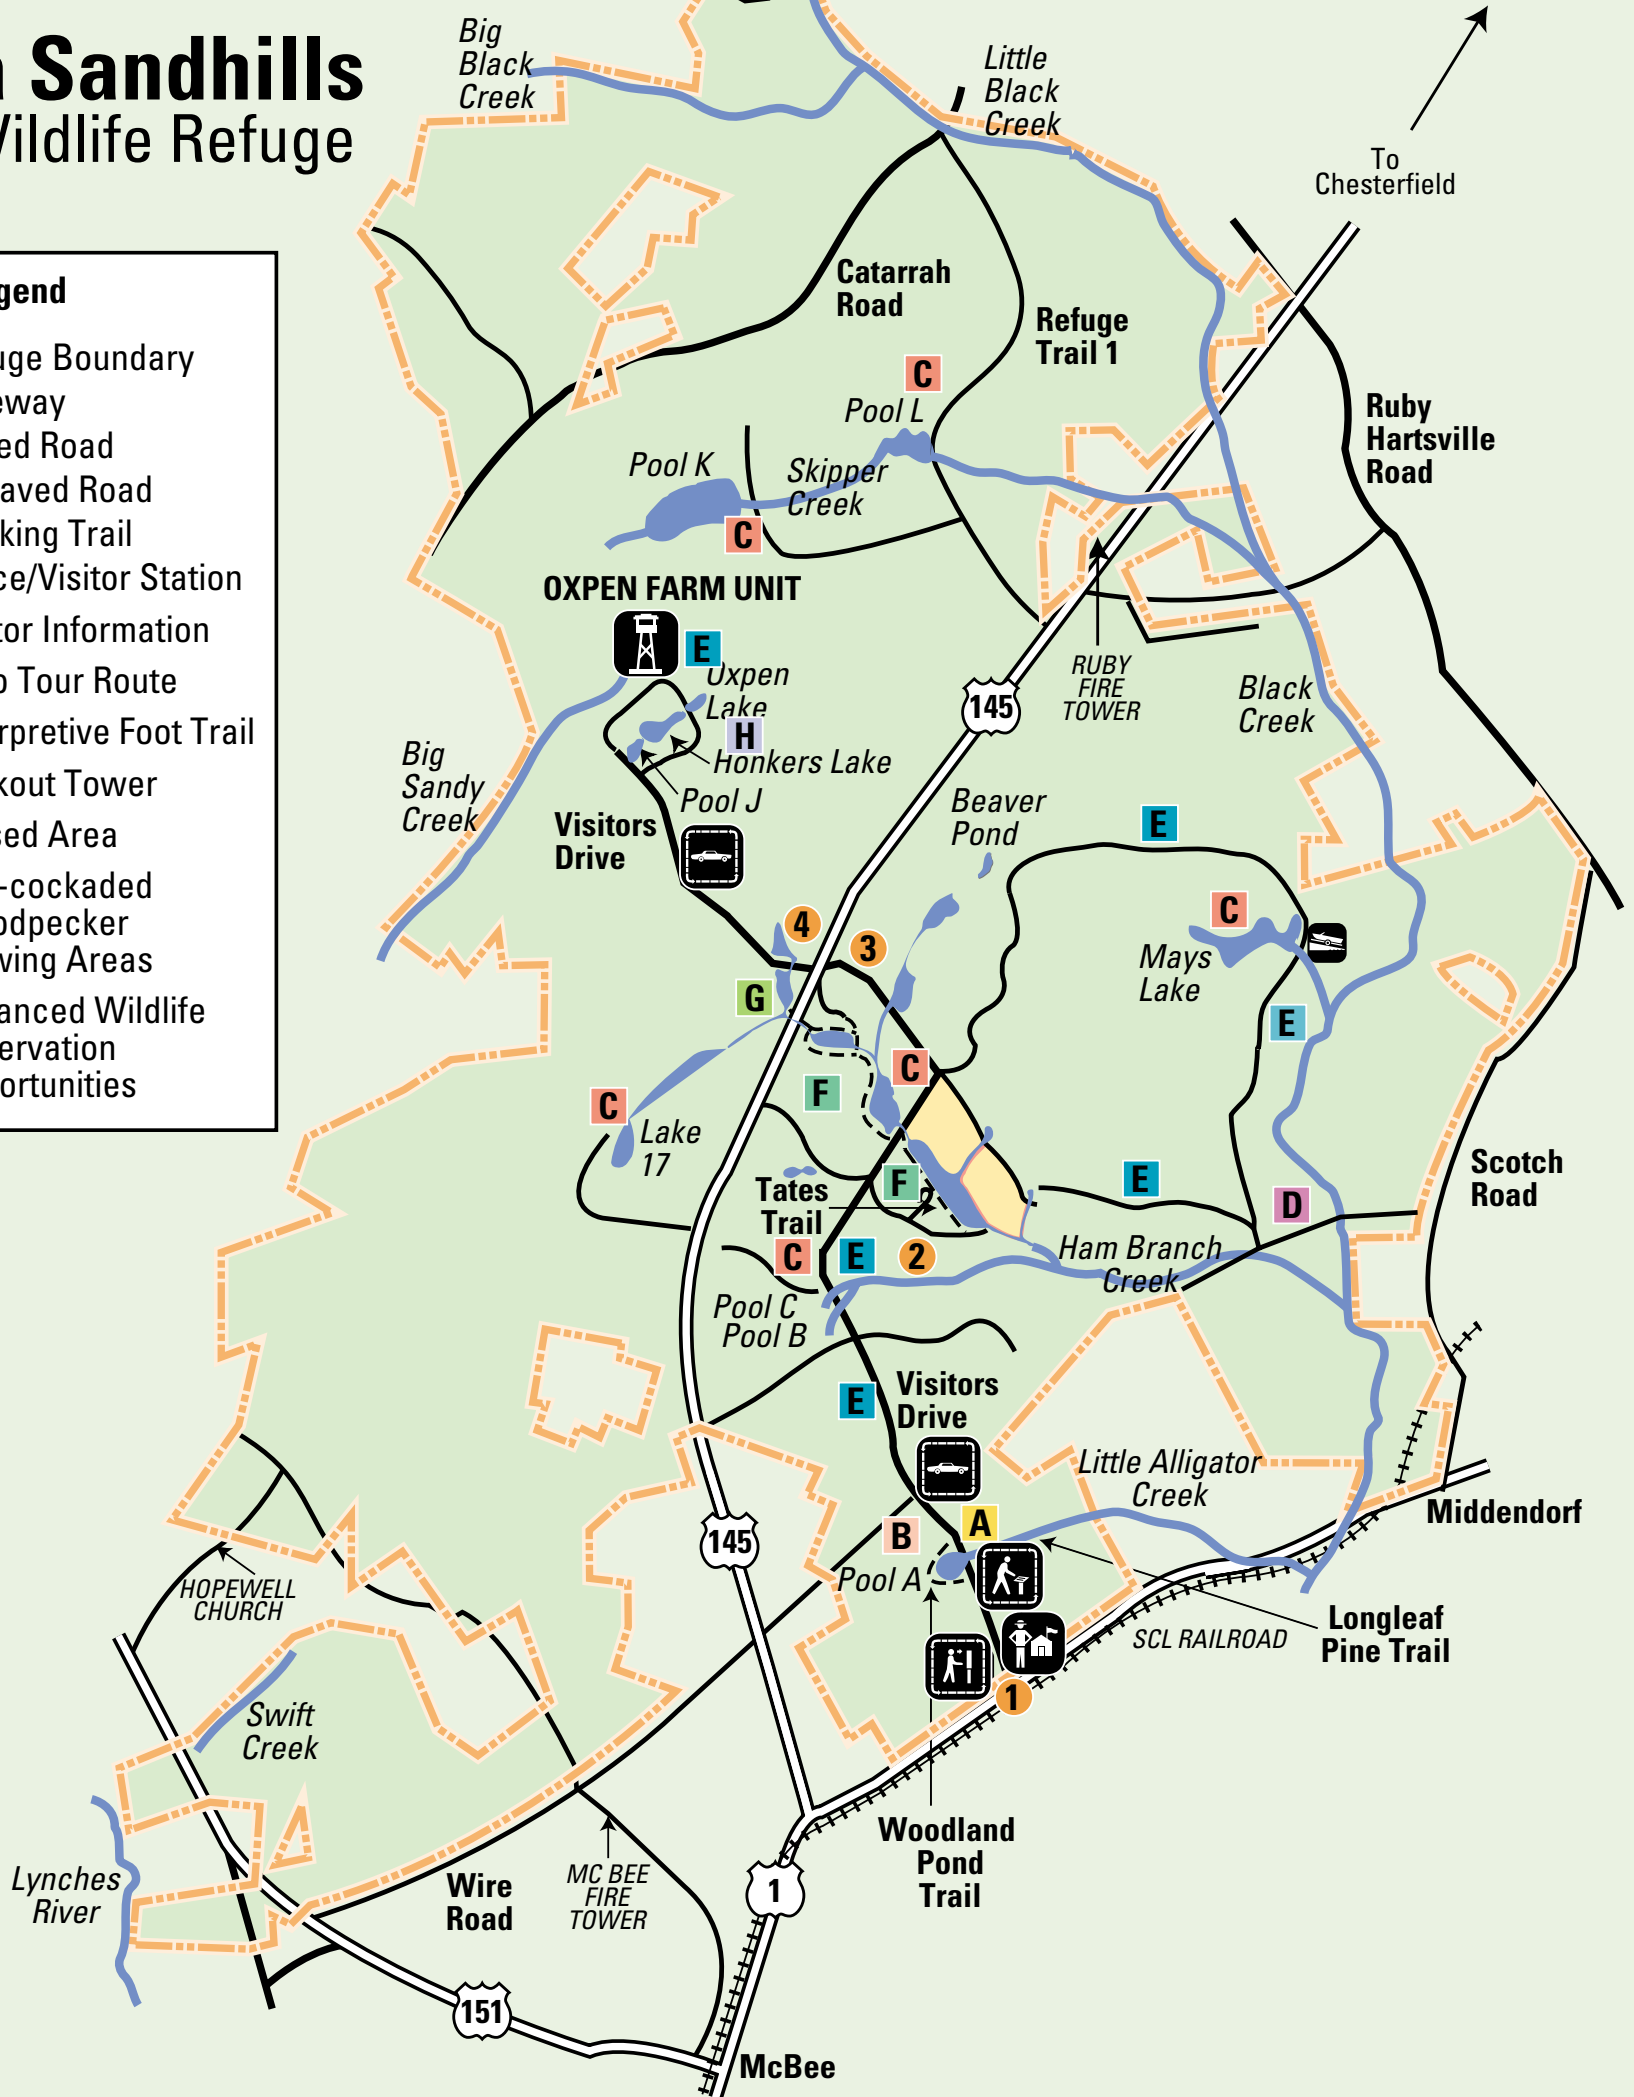 Sandhills
Wildlife Refuge
Big
Black
Creek
Little
Black
Creek
To
Chesterfield
gend
uge Boundary
eway
ed Road
aved Road
king Trail
ce/Visitor Station
tor Information
o Tour Route
rpretive Foot Trail
kout Tower
sed Area
-cockaded
odpecker
wing Areas
anced Wildlife
ervation
ortunities
Catarrah
Road
Refuge
Trail 1
C
Pool L
Ruby
Hartsville
Road
Pool K
Skipper
Creek
C
OXPEN FARM UNIT
E
Oxpen
Lake
H
Honkers Lake
Pool J
145
RUBY
FIRE
TOWER
Black
Creek
Big
Sandy
Creek
Visitors
Drive
Beaver
Pond
E
4
3
C
Mays
Lake
G
E
C
F
C
Lake
17
Tates
Trail
F
E
D
Scotch
Road
C
E
2
Ham Branch
Creek
Pool C
Pool B
E
Visitors
Drive
Little Alligator
Creek
Middendorf
145
B
A
Pool A
HOPEWELL
CHURCH
SCL RAILROAD
Longleaf
Pine Trail
1
Swift
Creek
Woodland
Pond
Trail
Lynches
River
Wire
Road
MC BEE
FIRE
TOWER
1
151
McBee